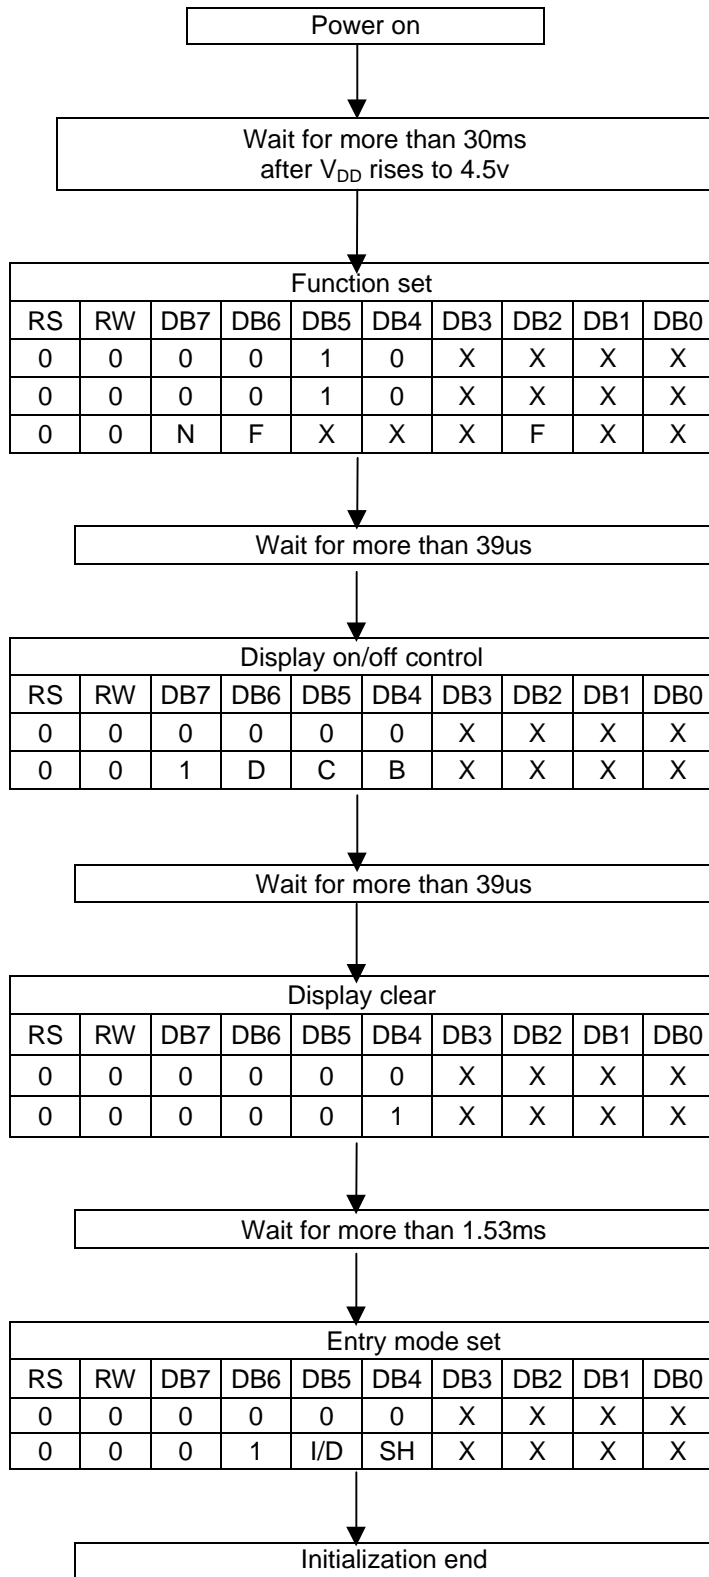 Power on
Wait for more than 30ms
after VDD rises to 4.5v
Function set
RS RW DB7 DB6 DB5 DB4 DB3 DB2 DB1 DB0
0 0 0 0 1 0 X X X X
0 0 0 0 1 0 X X X X
0 0 N F X X X F X X
Wait for more than 39us
Display on/off control
RS RW DB7 DB6 DB5 DB4 DB3 DB2 DB1 DB0
0 0 0 0 0 0 X X X X
0 0 1 D C B X X X X
Wait for more than 39us
Display clear
RS RW DB7 DB6 DB5 DB4 DB3 DB2 DB1 DB0
0 0 0 0 0 0 X X X X
0 0 0 0 0 1 X X X X
Wait for more than 1.53ms
Entry mode set
RS RW DB7 DB6 DB5 DB4 DB3 DB2 DB1 DB0
0 0 0 0 0 0 X X X X
0 0 0 1 I/D SH X X X X
Initialization end